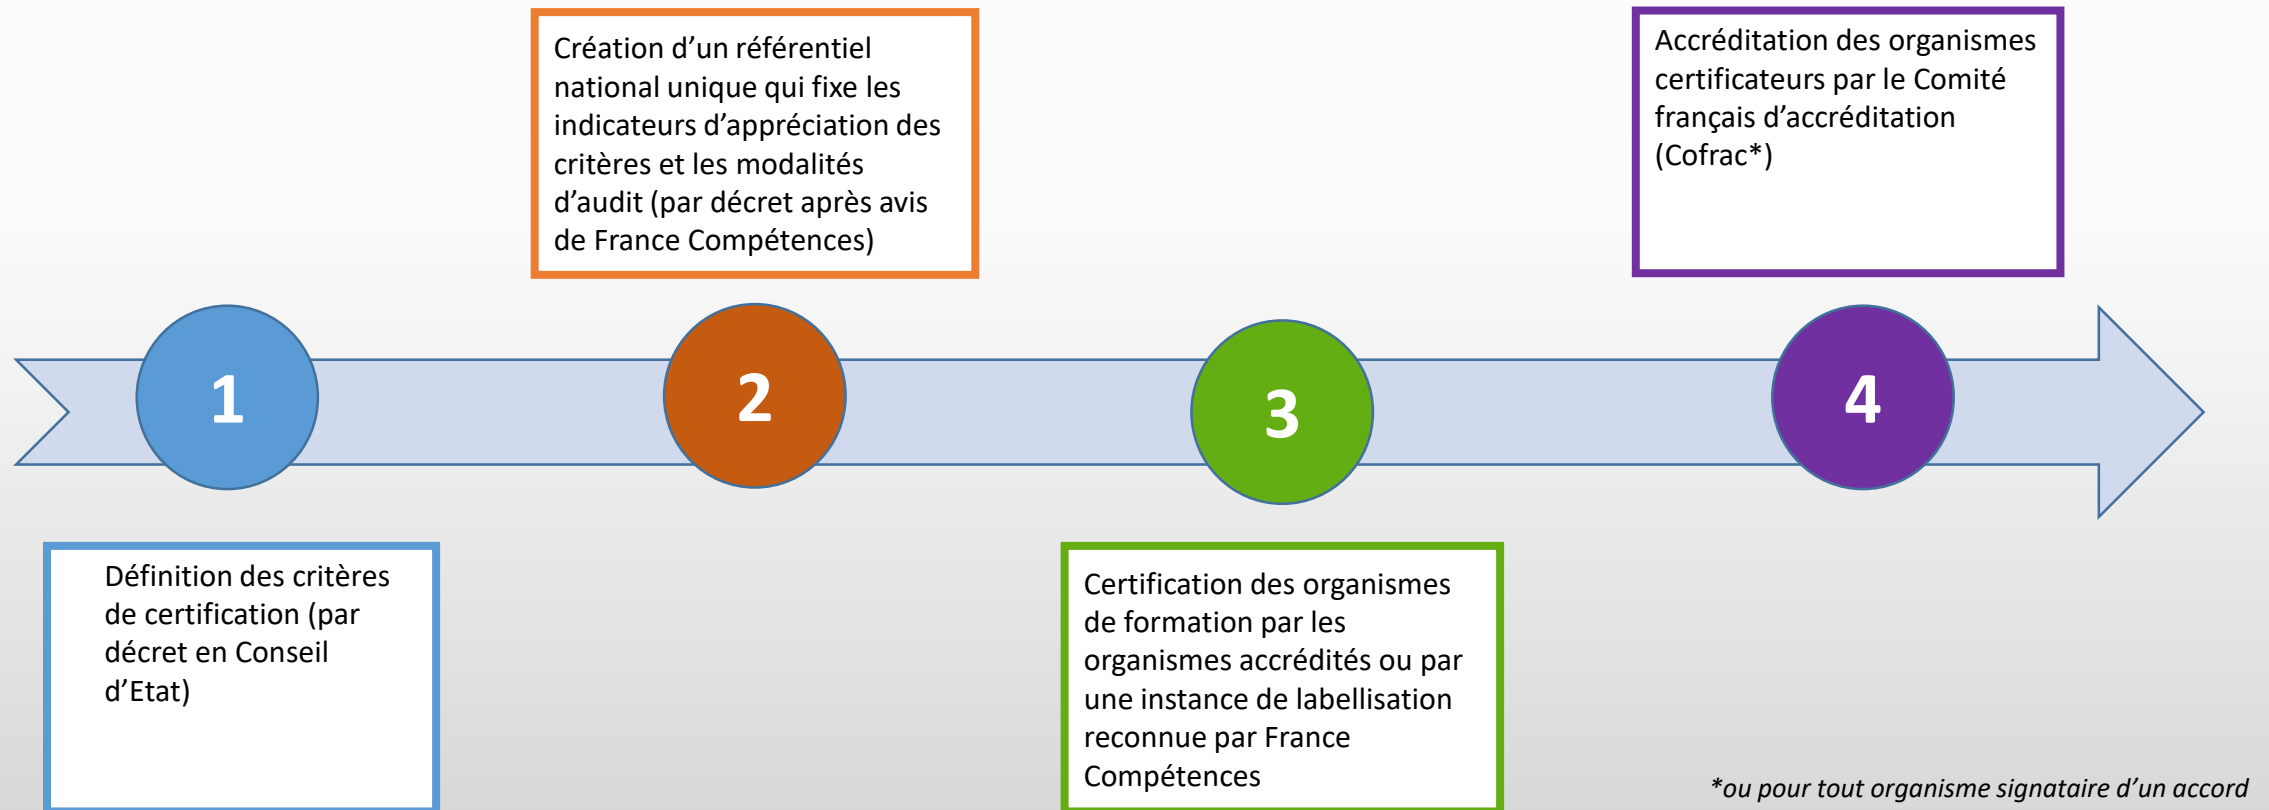 Création d’un référentiel
national unique qui fixe les
indicateurs d’appréciation des
critères et les modalités
d’audit (par décret après avis
de France Compétences)
Accréditation des organismes
certificateurs par le Comité
français d’accréditation
(Cofrac*)
1
2
3
4
Définition des critères
de certification (par
décret en Conseil
d’Etat)
Certification des organismes
de formation par les
organismes accrédités ou par
une instance de labellisation
reconnue par France
Compétences
*ou pour tout organisme signataire d’un accord